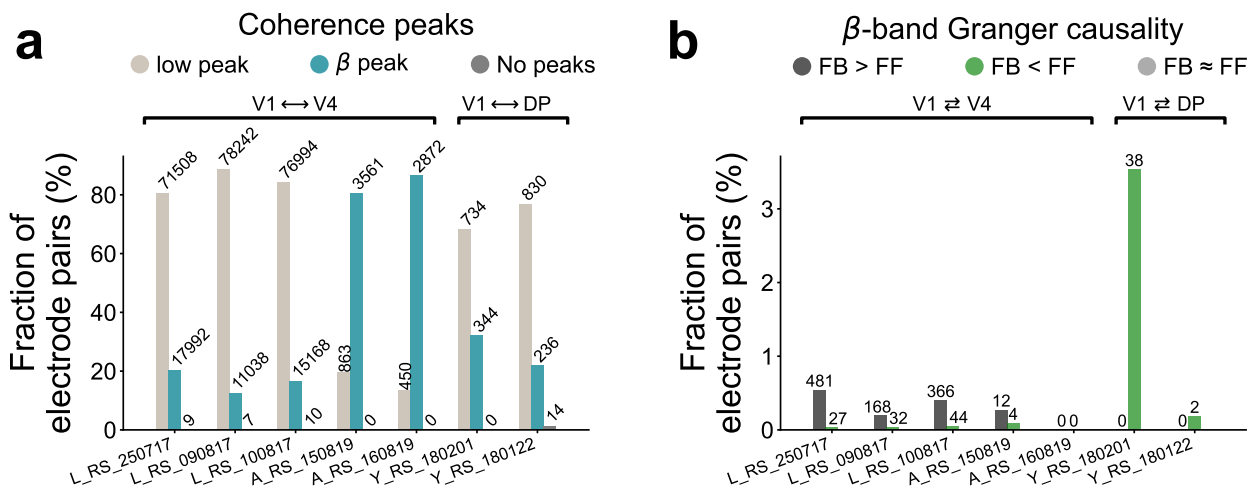 a
Coherence peaks
low peak
β peak
No peaks
V1 ⟷ V4
V1 ⟷ DP
Fraction of
electrode pairs (%)
80
60
40
20
0
71508
17992
9
78242
11038
7
76994
15168
10
863
3561
0
450
2872
0
734
344
0
830
236
14
L_RS_250717
L_RS_090817
L_RS_100817
A_RS_150819
A_RS_160819
Y_RS_180201
Y_RS_180122
b
β-band Granger causality
FB > FF
FB < FF
FB ≈ FF
V1 ⇄ V4
V1 ⇄ DP
Fraction of
electrode pairs (%)
3
2
1
0
481
27
168
32
366
44
12
4
0
0
0
38
0
2
L_RS_250717
L_RS_090817
L_RS_100817
A_RS_150819
A_RS_160819
Y_RS_180201
Y_RS_180122